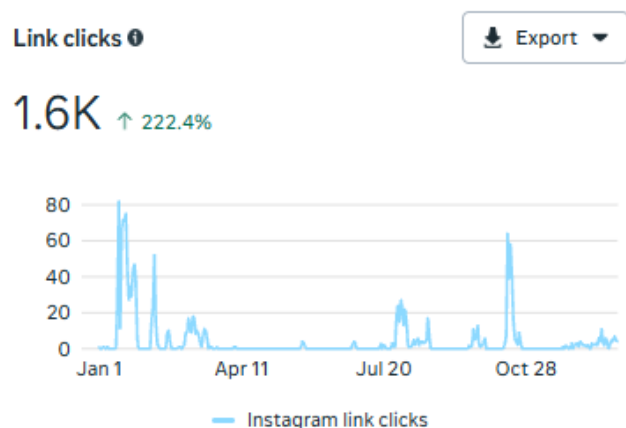 Link clicks
Export
1.6K ↑ 222.4%
80
60
40
20
0
Jan 1 Apr 11 Jul 20 Oct 28
Instagram link clicks